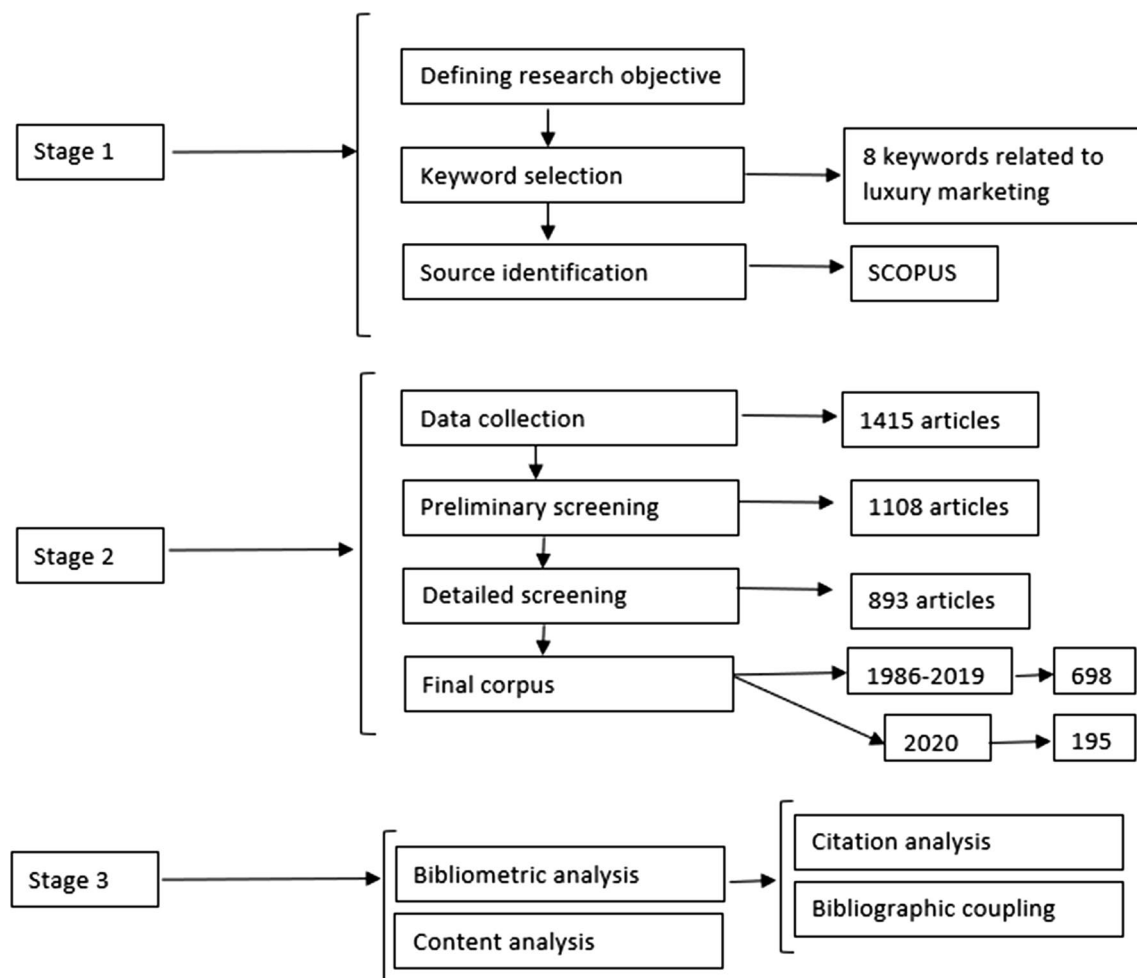 Defining research objective
Stage 1
Keyword selection
8 keywords related to
luxury marketing
Source identification
SCOPUS
Data collection
1415 articles
Preliminary screening
1108 articles
Stage 2
Detailed screening
893 articles
Final corpus
1986-2019
698
2020
195
Stage 3
Bibliometric analysis
Citation analysis
Bibliographic coupling
Content analysis